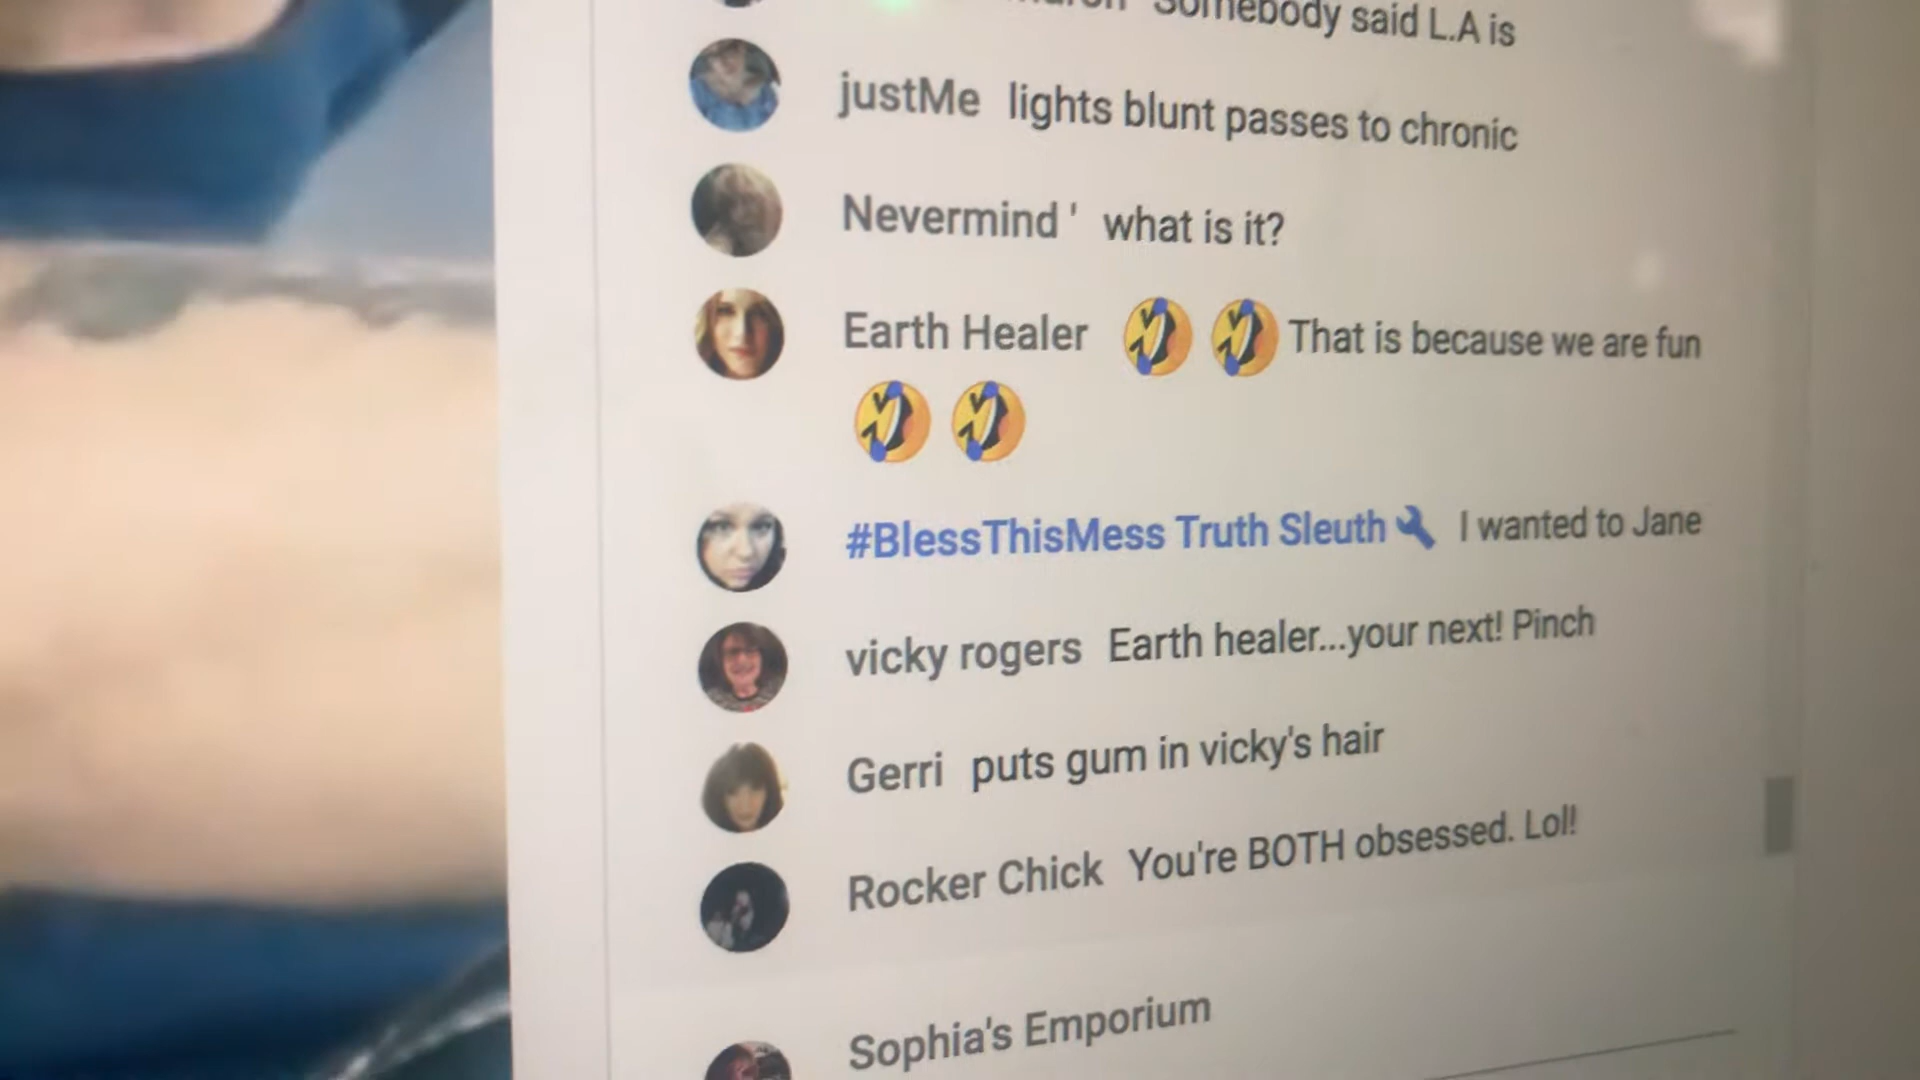 Somebody said L.A is
justMe lights blunt passes to chronic
Nevermind ' what is it?
Earth Healer 🤣 🤣 That is because we are fun
🤣 🤣
#BlessThisMess Truth Sleuth I wanted to Jane
vicky rogers Earth healer...your next! Pinch
Gerri puts gum in vicky's hair
Rocker Chick You're BOTH obsessed. Lol!
Sophia's Emporium